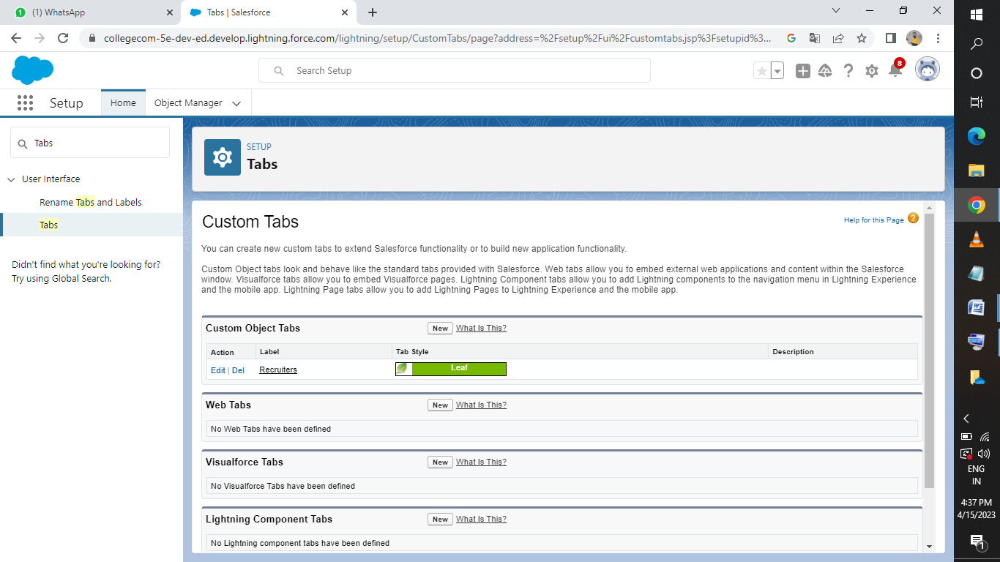 (1) WhatsApp
Tabs | Salesforce
collegecom-5e-dev-ed.develop.lightning.force.com/lightning/setup/CustomTabs/page?address=%2Fsetup%2Fui%2Fcustomtabs.jsp%3Fsetupid%3...
Search Setup
8
Setup
Home
Object Manager
Tabs
User Interface
Rename Tabs and Labels
Tabs
Didn't find what you're looking for?
Try using Global Search.
SETUP
Tabs
Custom Tabs
Help for this Page
You can create new custom tabs to extend Salesforce functionality or to build new application functionality.
Custom Object tabs look and behave like the standard tabs provided with Salesforce. Web tabs allow you to embed external web applications and content within the Salesforce
window. Visualforce tabs allow you to embed Visualforce pages. Lightning Component tabs allow you to add Lightning components to the navigation menu in Lightning Experience
and the mobile app. Lightning Page tabs allow you to add Lightning Pages to Lightning Experience and the mobile app.
Custom Object Tabs New What Is This?
Action Label Tab Style Description
Edit | Del Recruiters Leaf
Web Tabs New What Is This?
No Web Tabs have been defined
Visualforce Tabs New What Is This?
No Visualforce Tabs have been defined
Lightning Component Tabs New What Is This?
No Lightning component tabs have been defined
ENG
IN
4:37 PM
4/15/2023
1